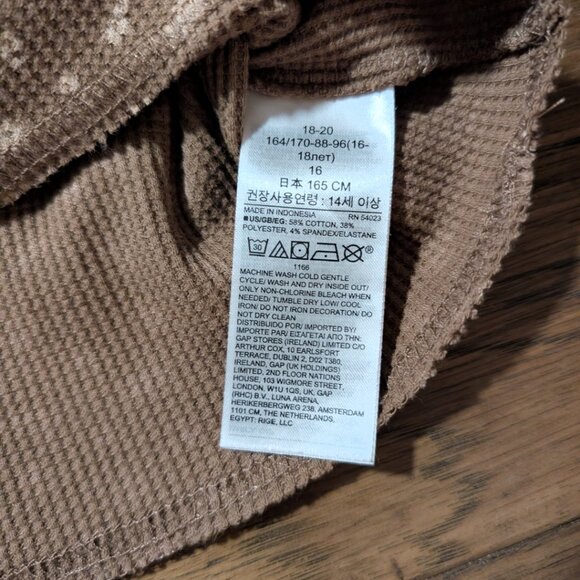 18-20
164/170-88-96(16-
18лет)
16
日本 165 CM
권장사용연령 : 14세 이상
MADE IN INDONESIA RN 54023
■US/GB/EG: 58% COTTON, 38%
POLYESTER, 4% SPANDEX/ELASTANE
30
1166
MACHINE WASH COLD GENTLE
CYCLE/ WASH AND DRY INSIDE OUT/
ONLY NON-CHLORINE BLEACH WHEN
NEEDED/ TUMBLE DRY LOW/ COOL
IRON/ DO NOT IRON DECORATION/ DO
NOT DRY CLEAN
DISTRIBUIDO POR/ IMPORTED BY/
IMPORTE PAR/ ΕΙΣΑΓΕΤΑΙ ΑΠΟ ΤΗΝ:
GAP STORES (IRELAND) LIMITED C/O
ARTHUR COX, 10 EARLSFORT
TERRACE, DUBLIN 2, D02 T380,
IRELAND, GAP (UK HOLDINGS)
LIMITED, 2ND FLOOR NATIONS
HOUSE, 103 WIGMORE STREET,
LONDON, W1U 1QS, UK, GAP
(RHC) B.V., LUNA ARENA,
HERIKERBERGWEG 238, AMSTERDAM
1101 CM, THE NETHERLANDS,
EGYPT: RIGE, LLC